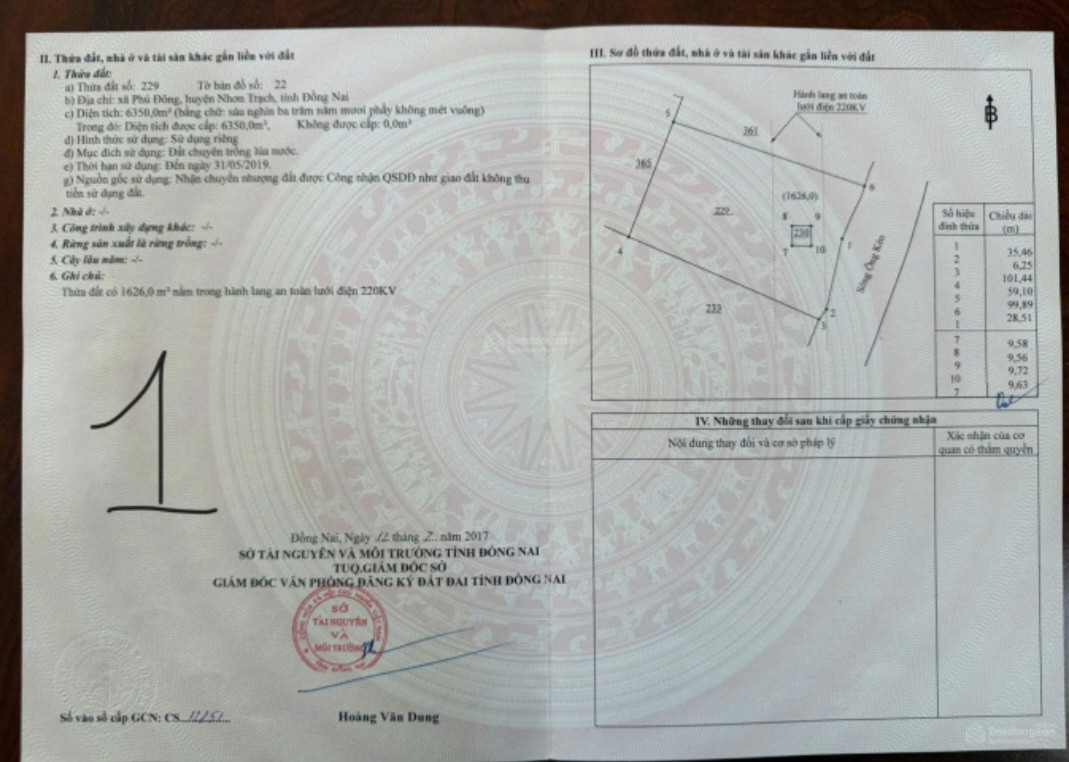 II. Thửa đất, nhà ở và tài sản khác gắn liền với đất
1. Thửa đất:
a) Thửa đất số: 229 Tờ bản đồ số: 22
b) Địa chỉ: xã Phú Đông, huyện Nhơn Trạch, tỉnh Đồng Nai
c) Diện tích: 6350,0m² (bằng chữ: sáu nghìn ba trăm năm mươi phẩy không mét vuông)
Trong đó: Diện tích được cấp: 6350,0m², Không được cấp: 0,0m²
d) Hình thức sử dụng: Sử dụng riêng
đ) Mục đích sử dụng: Đất chuyên trồng lúa nước.
e) Thời hạn sử dụng: Đến ngày 31/05/2019.
g) Nguồn gốc sử dụng: Nhận chuyển nhượng đất được Công nhận QSDĐ như giao đất không thu
tiền sử dụng đất.
2. Nhà ở: -/-
3. Công trình xây dựng khác: -/-
4. Rừng sản xuất là rừng trồng: -/-
5. Cây lâu năm: -/-
6. Ghi chú:
Thửa đất có 1626,0 m² nằm trong hành lang an toàn lưới điện 220KV
1
Đồng Nai, Ngày 12 tháng 7 năm 2017
SỞ TÀI NGUYÊN VÀ MÔI TRƯỜNG TỈNH ĐỒNG NAI
TUQ.GIÁM ĐỐC SỞ
GIÁM ĐỐC VĂN PHÒNG ĐĂNG KÝ ĐẤT ĐAI TỈNH ĐỒNG NAI
SỞ
TÀI NGUYÊN
VÀ
MÔI TRƯỜNG
Số vào sổ cấp GCN: CS
Hoàng Văn Dung
III. Sơ đồ thửa đất, nhà ở và tài sản khác gắn liền với đất
Hành lang an toàn
lưới điện 220KV
B
5
361
365
6
(1626,0)
229
8 9
230
7 10
1
4
Sông Ông Kèo
233
2
3
Số hiệu đỉnh thửa Chiều dài (m)
1
35,46
2
6,25
3
101,44
4
59,10
5
99,89
6
28,51
1
7
9,58
8
9,56
9
9,72
10
9,63
7
IV. Những thay đổi sau khi cấp giấy chứng nhận
Nội dung thay đổi và cơ sở pháp lý
Xác nhận của cơ
quan có thẩm quyền
Batdongsan